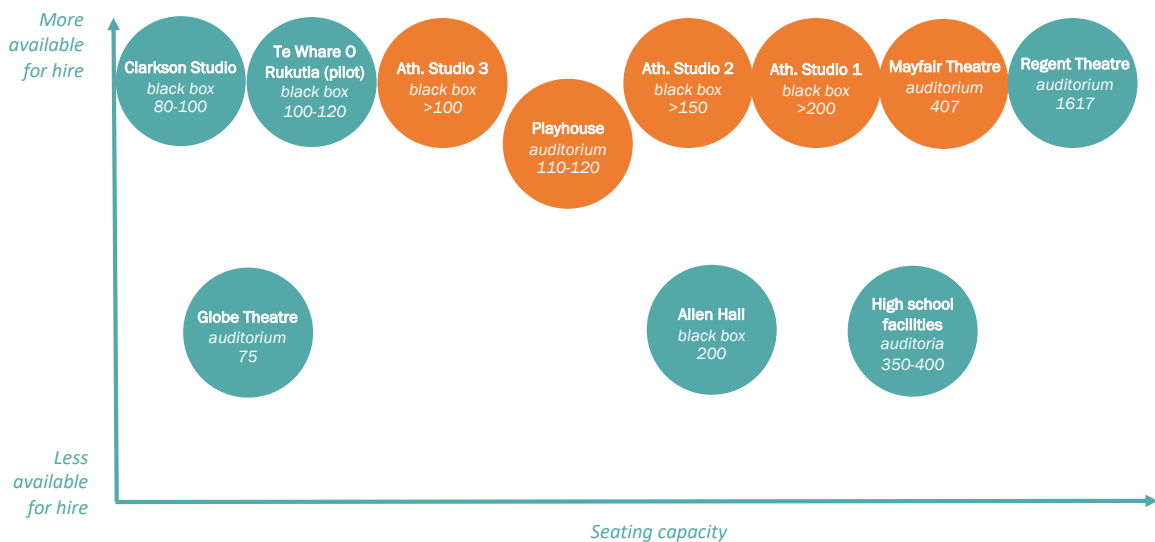 More
available
for hire
Clarkson Studio
black box
80-100
Te Whare O
Rukutia (pilot)
black box
100-120
Ath. Studio 3
black box
>100
Playhouse
auditorium
110-120
Ath. Studio 2
black box
>150
Ath. Studio 1
black box
>200
Mayfair Theatre
auditorium
407
Regent Theatre
auditorium
1617
Globe Theatre
auditorium
75
Allen Hall
black box
200
High school
facilities
auditoria
350-400
Less
available
for hire
Seating capacity